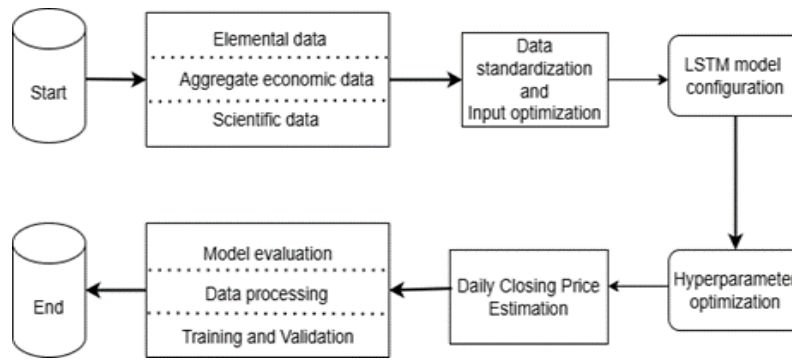 Start
Elemental data
Aggregate economic data
Scientific data
Data
standardization
and
Input optimization
LSTM model
configuration
Hyperparameter
optimization
Daily Closing Price
Estimation
Model evaluation
Data processing
Training and Validation
End